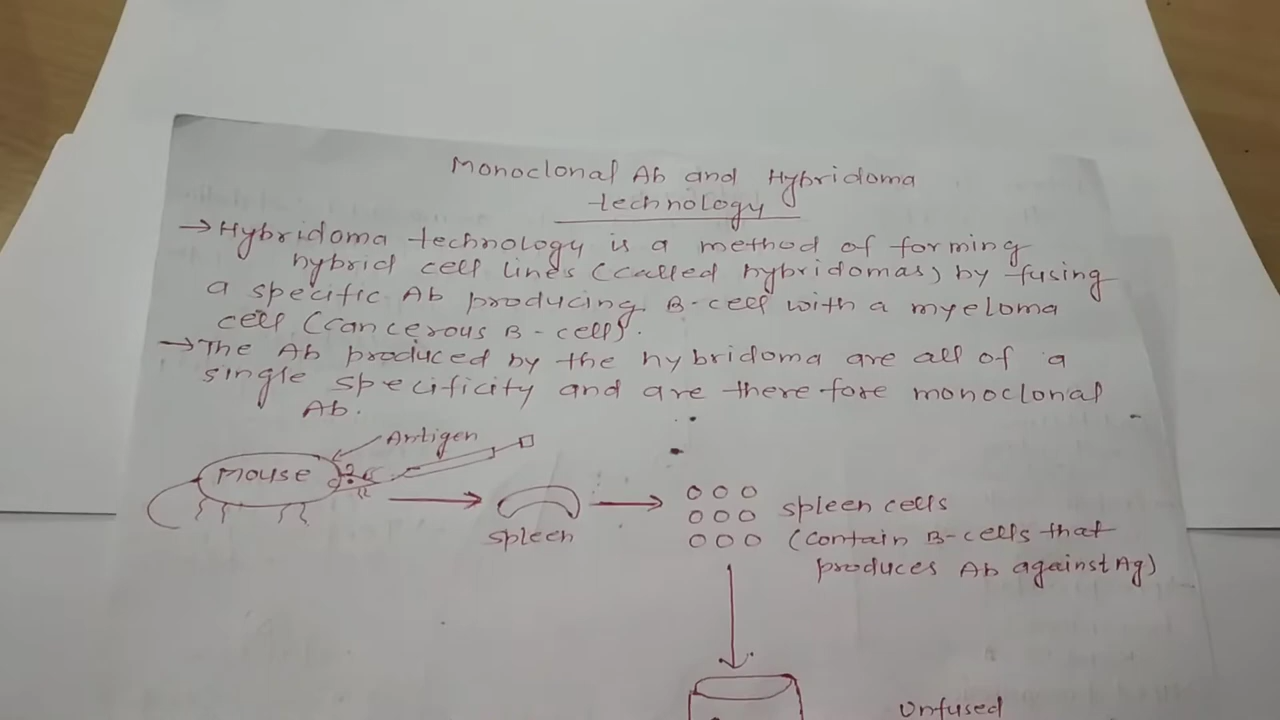 Monoclonal Ab and Hybridoma
technology
→Hybridoma technology is a method of forming
hybrid cell lines (called hybridomas) by fusing
a specific Ab producing B-cell with a myeloma
cell (cancerous B-cell).
→The Ab produced by the hybridoma are all of a
single specificity and are therefore monoclonal
Ab.
Antigen
Mouse
spleen
spleen cells
(contain B-cells that
produces Ab against Ag)
Unfused